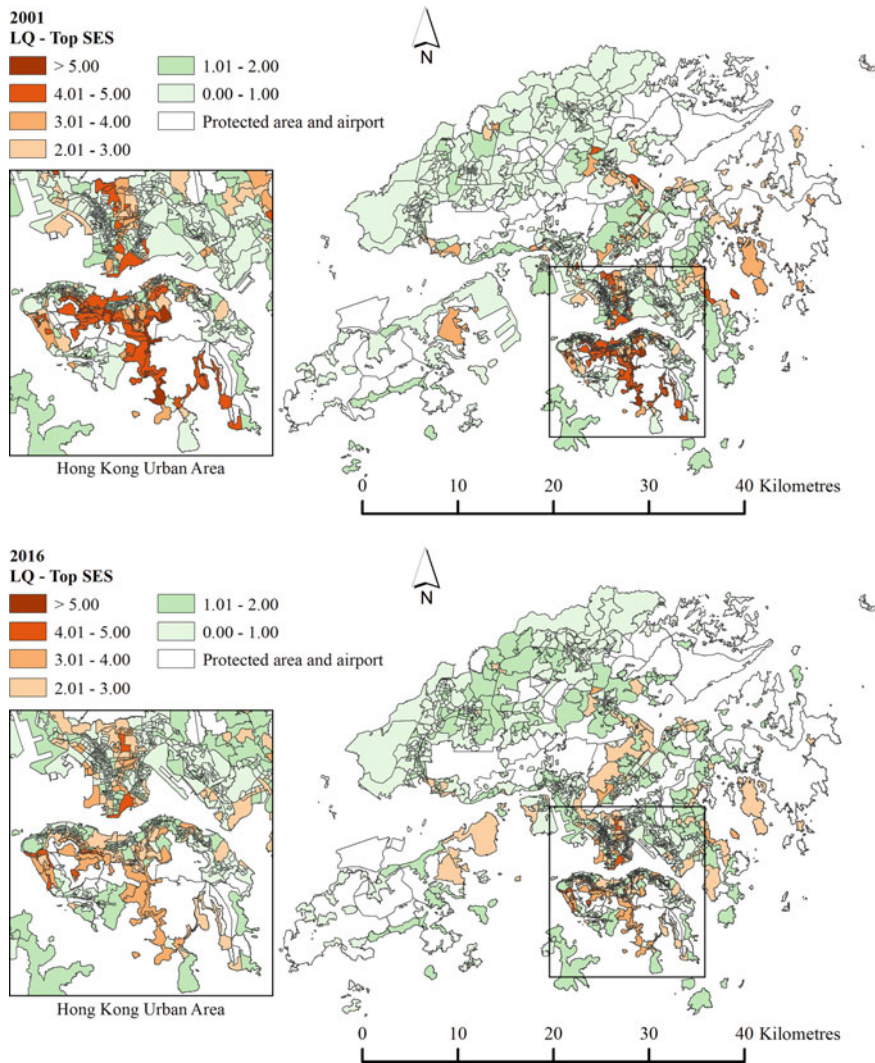 2001
LQ - Top SES
> 5.00
4.01 - 5.00
3.01 - 4.00
2.01 - 3.00
1.01 - 2.00
0.00 - 1.00
Protected area and airport
N
Hong Kong Urban Area
0 10 20 30 40 Kilometres
2016
LQ - Top SES
> 5.00
4.01 - 5.00
3.01 - 4.00
2.01 - 3.00
1.01 - 2.00
0.00 - 1.00
Protected area and airport
N
Hong Kong Urban Area
0 10 20 30 40 Kilometres